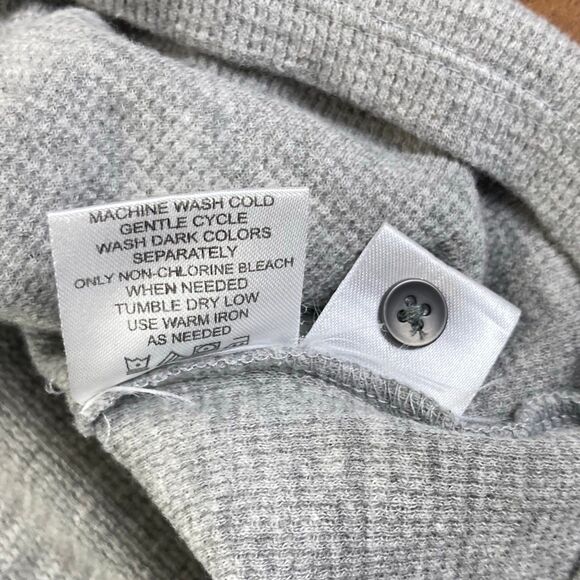 MACHINE WASH COLD
GENTLE CYCLE
WASH DARK COLORS
SEPARATELY
ONLY NON-CHLORINE BLEACH
WHEN NEEDED
TUMBLE DRY LOW
USE WARM IRON
AS NEEDED